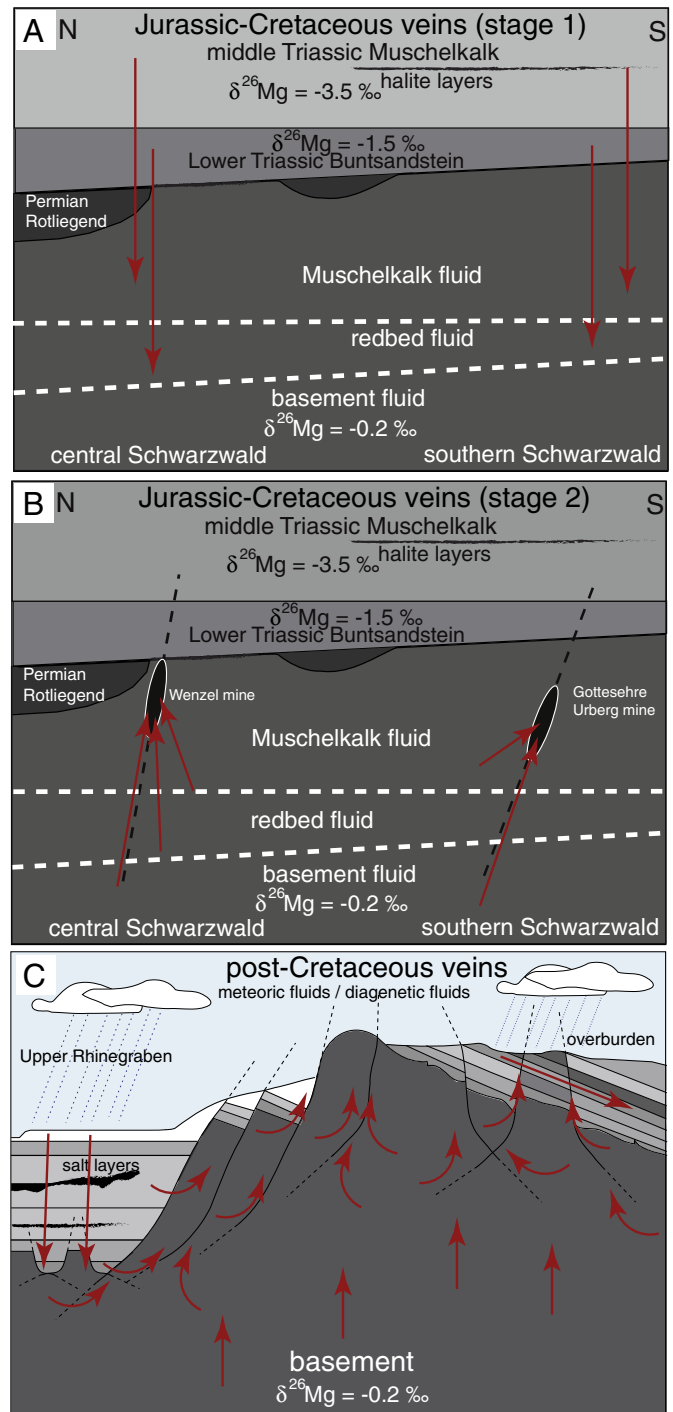 A
N
Jurassic-Cretaceous veins (stage 1)
S
middle Triassic Muschelkalk
halite layers
δ²⁶Mg = -3.5 ‰
δ²⁶Mg = -1.5 ‰
Lower Triassic Buntsandstein
Permian
Rotliegend
Muschelkalk fluid
redbed fluid
basement fluid
δ²⁶Mg = -0.2 ‰
central Schwarzwald
southern Schwarzwald
B
N
Jurassic-Cretaceous veins (stage 2)
S
middle Triassic Muschelkalk
halite layers
δ²⁶Mg = -3.5 ‰
δ²⁶Mg = -1.5 ‰
Lower Triassic Buntsandstein
Permian
Rotliegend
Wenzel mine
Gottesehre
Urberg mine
Muschelkalk fluid
redbed fluid
basement fluid
δ²⁶Mg = -0.2 ‰
central Schwarzwald
southern Schwarzwald
C
post-Cretaceous veins
meteoric fluids / diagenetic fluids
Upper Rhinegraben
overburden
salt layers
basement
δ²⁶Mg = -0.2 ‰